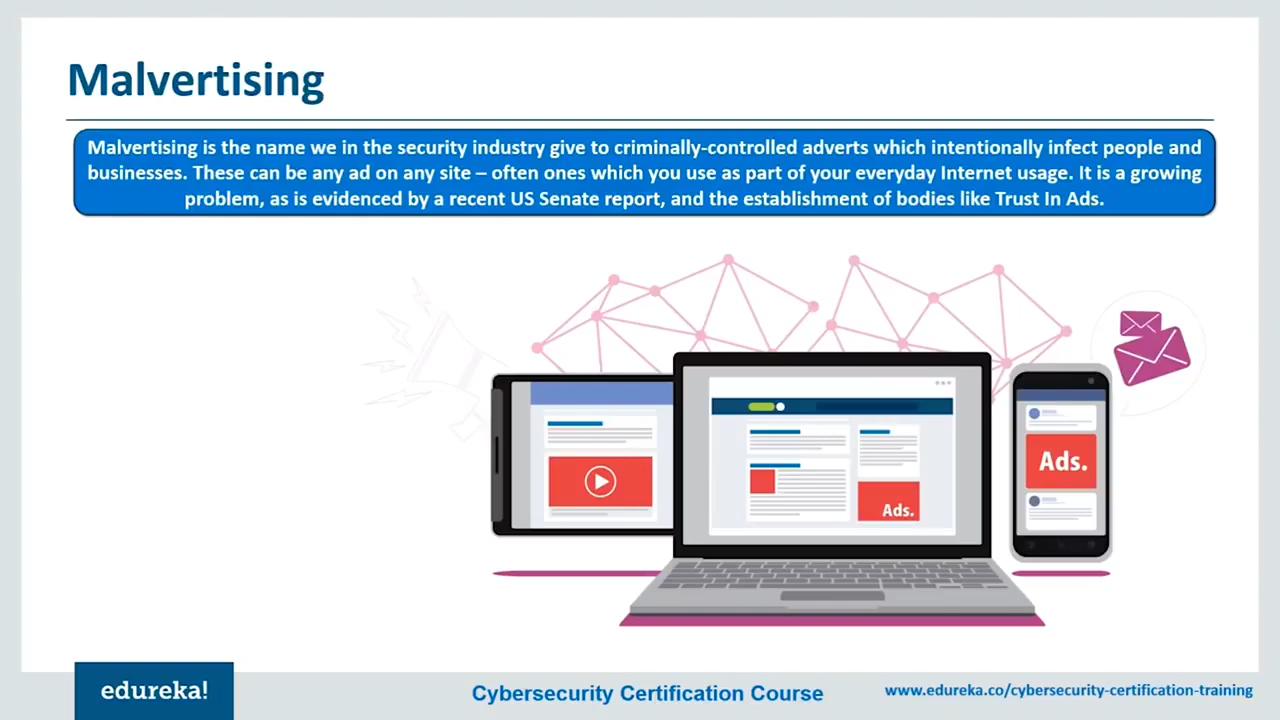 Malvertising
Malvertising is the name we in the security industry give to criminally-controlled adverts which intentionally infect people and
businesses. These can be any ad on any site – often ones which you use as part of your everyday Internet usage. It is a growing
problem, as is evidenced by a recent US Senate report, and the establishment of bodies like Trust In Ads.
Ads.
Ads.
edureka!
Cybersecurity Certification Course
www.edureka.co/cybersecurity-certification-training